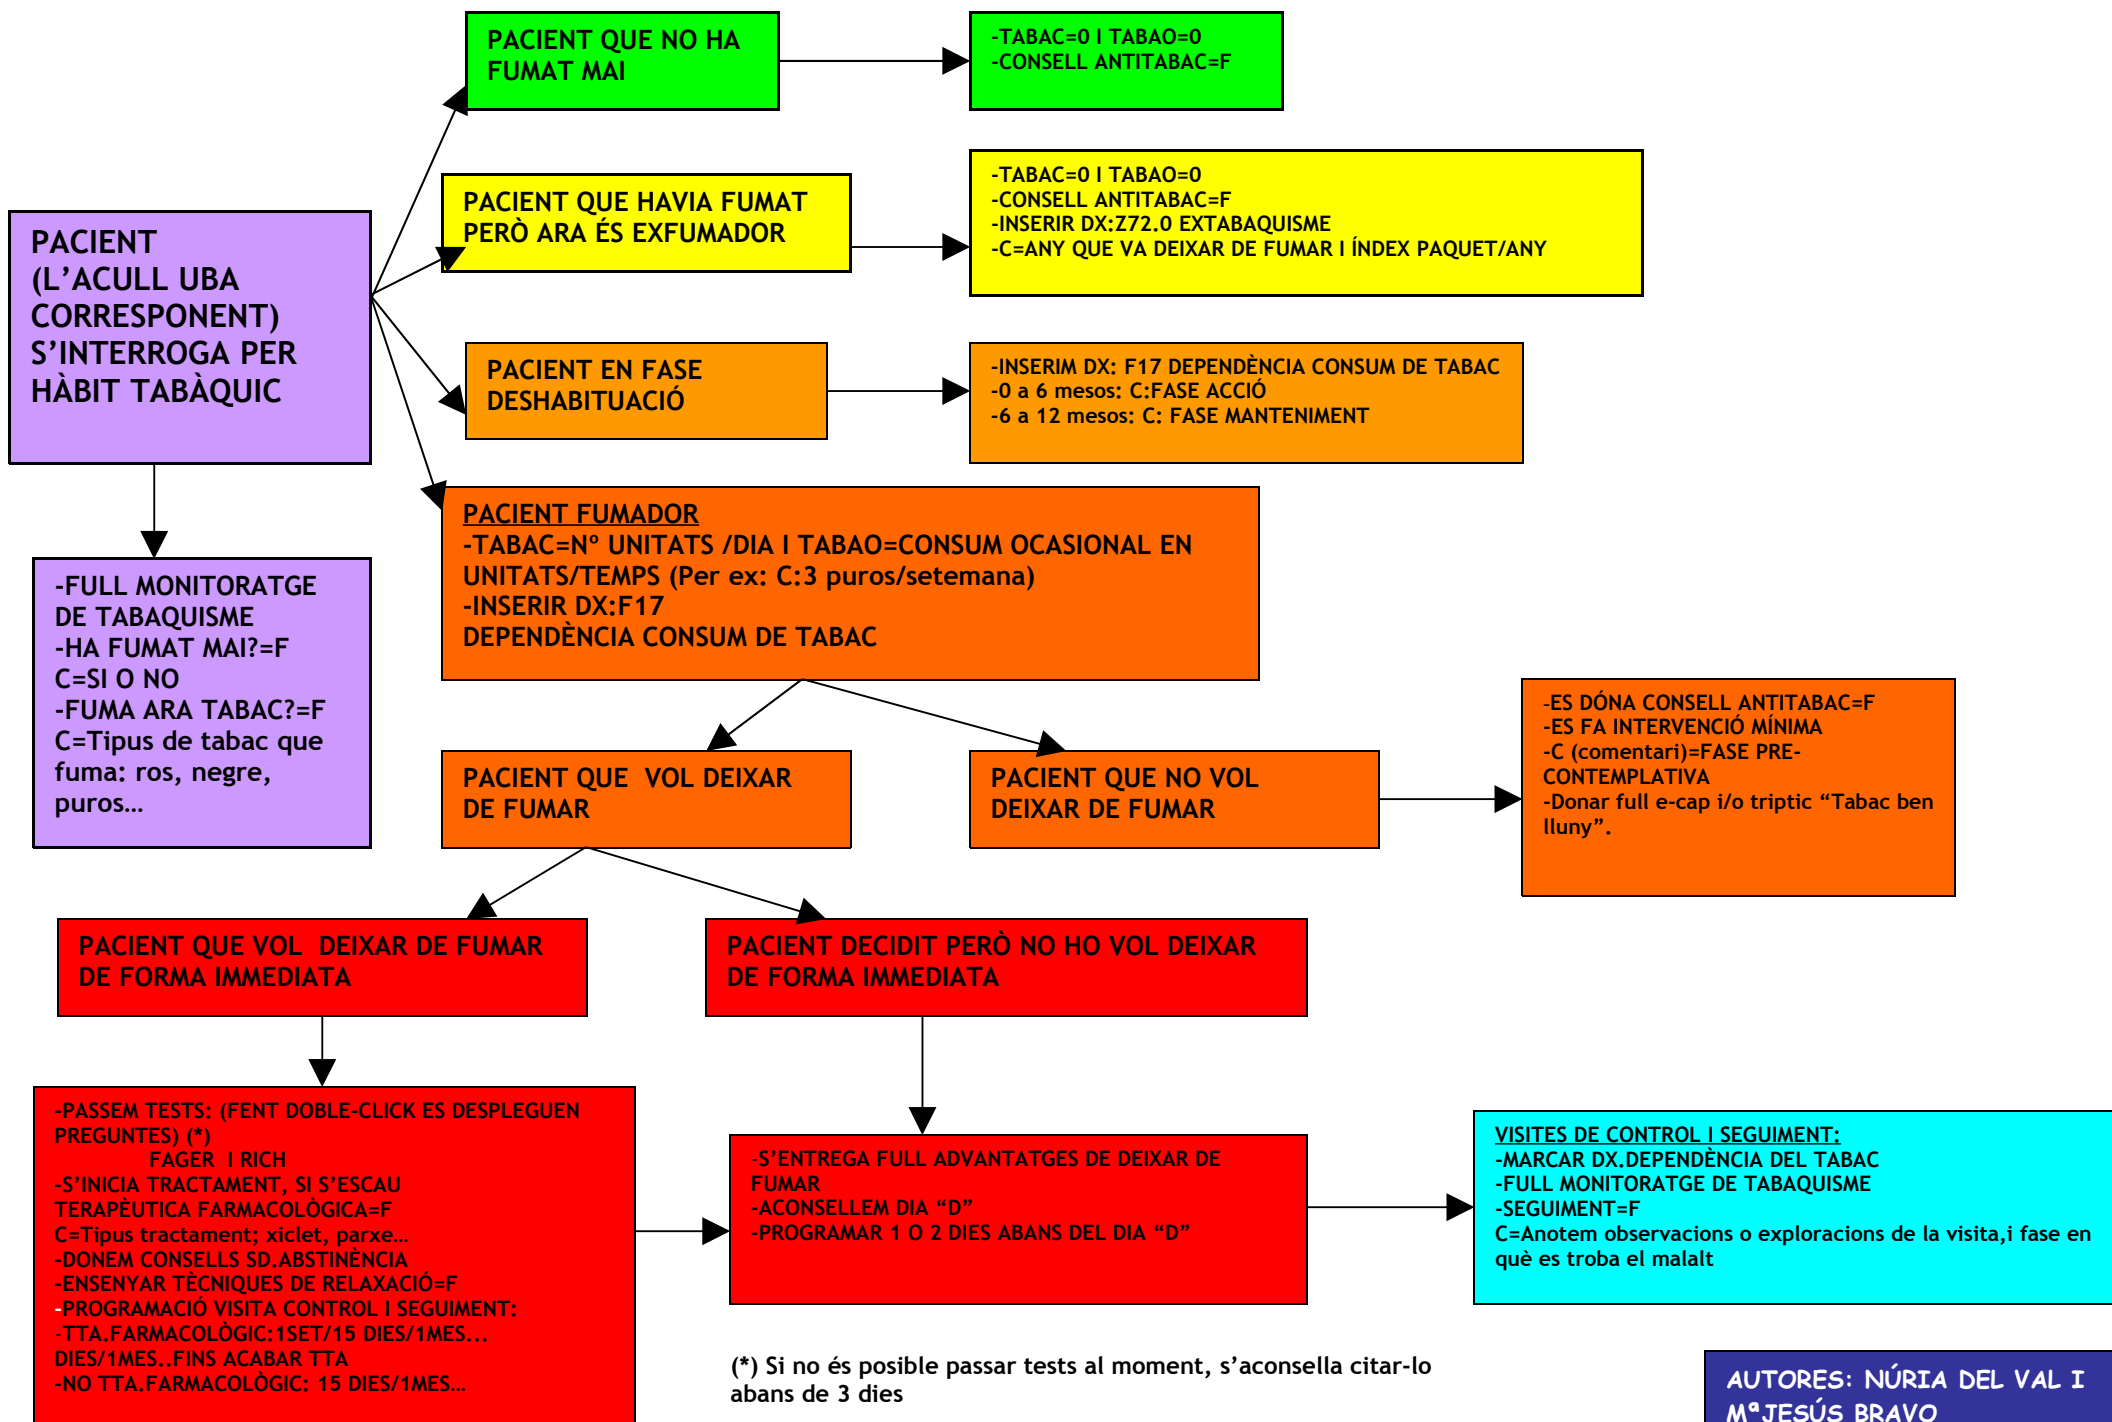 PACIENT QUE NO HA
FUMAT MAI
-TABAC=0 I TABAO=0
-CONSELL ANTITABAC=F
PACIENT QUE HAVIA FUMAT
PERÒ ARA ÉS EXFUMADOR
-TABAC=0 I TABAO=0
-CONSELL ANTITABAC=F
-INSERIR DX:Z72.0 EXTABAQUISME
-C=ANY QUE VA DEIXAR DE FUMAR I ÍNDEX PAQUET/ANY
PACIENT
(L’ACULL UBA
CORRESPONENT)
S’INTERROGA PER
HÀBIT TABÀQUIC
PACIENT EN FASE
DESHABITUACIÓ
-INSERIM DX: F17 DEPENDÈNCIA CONSUM DE TABAC
-0 a 6 mesos: C:FASE ACCIÓ
-6 a 12 mesos: C: FASE MANTENIMENT
PACIENT FUMADOR
-TABAC=Nº UNITATS /DIA I TABAO=CONSUM OCASIONAL EN
UNITATS/TEMPS (Per ex: C:3 puros/setemana)
-INSERIR DX:F17
DEPENDÈNCIA CONSUM DE TABAC
-FULL MONITORATGE
DE TABAQUISME
-HA FUMAT MAI?=F
C=SI O NO
-FUMA ARA TABAC?=F
C=Tipus de tabac que
fuma: ros, negre,
puros…
PACIENT QUE  VOL DEIXAR
DE FUMAR
PACIENT QUE NO VOL
DEIXAR DE FUMAR
-ES DÓNA CONSELL ANTITABAC=F
-ES FA INTERVENCIÓ MÍNIMA
-C (comentari)=FASE PRE-
CONTEMPLATIVA
-Donar full e-cap i/o triptic “Tabac ben
lluny”.
PACIENT QUE VOL  DEIXAR DE FUMAR
DE FORMA IMMEDIATA
PACIENT DECIDIT PERÒ NO HO VOL DEIXAR
DE FORMA IMMEDIATA
-PASSEM TESTS: (FENT DOBLE-CLICK ES DESPLEGUEN
PREGUNTES) (*)
FAGER  I RICH
-S’INICIA TRACTAMENT, SI S’ESCAU
TERAPÈUTICA FARMACOLÒGICA=F
C=Tipus tractament; xiclet, parxe…
-DONEM CONSELLS SD.ABSTINÈNCIA
-ENSENYAR TÈCNIQUES DE RELAXACIÓ=F
-PROGRAMACIÓ VISITA CONTROL I SEGUIMENT:
-TTA.FARMACOLÒGIC:1SET/15 DIES/1MES...
DIES/1MES..FINS ACABAR TTA
-NO TTA.FARMACOLÒGIC: 15 DIES/1MES…
-S’ENTREGA FULL ADVANTATGES DE DEIXAR DE
FUMAR
-ACONSELLEM DIA “D”
-PROGRAMAR 1 O 2 DIES ABANS DEL DIA “D”
VISITES DE CONTROL I SEGUIMENT:
-MARCAR DX.DEPENDÈNCIA DEL TABAC
-FULL MONITORATGE DE TABAQUISME
-SEGUIMENT=F
C=Anotem observacions o exploracions de la visita,i fase en
què es troba el malalt
(*) Si no és posible passar tests al moment, s’aconsella citar-lo
abans de 3 dies
AUTORES: NÚRIA DEL VAL I
MªJESÚS BRAVO